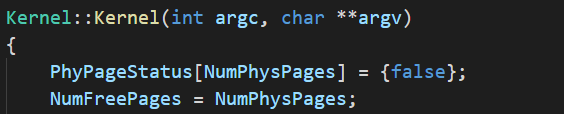 Kernel::Kernel(int argc, char **argv)
{
    PhyPageStatus[NumPhysPages] = {false};
    NumFreePages = NumPhysPages;